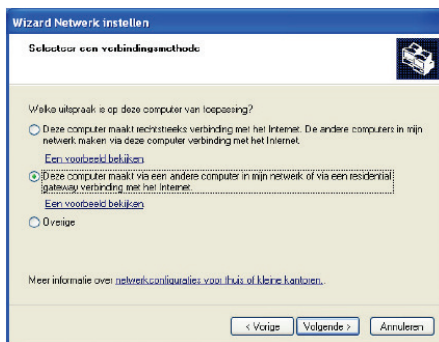 Wizard Netwerk instellen
Selecteer een verbindingsmethode
Welke uitspraak is op deze computer van toepassing?
Deze computer maakt rechtstreeks verbinding met het Internet. De andere computers in mijn
netwerk maken via deze computer verbinding met het Internet.
Een voorbeeld bekijken.
Deze computer maakt via een andere computer in mijn netwerk of via een residential
gateway verbinding met het Internet.
Een voorbeeld bekijken.
Overige
Meer informatie over netwerkconfiguraties voor thuis of kleine kantoren..
< Vorige
Volgende >
Annuleren